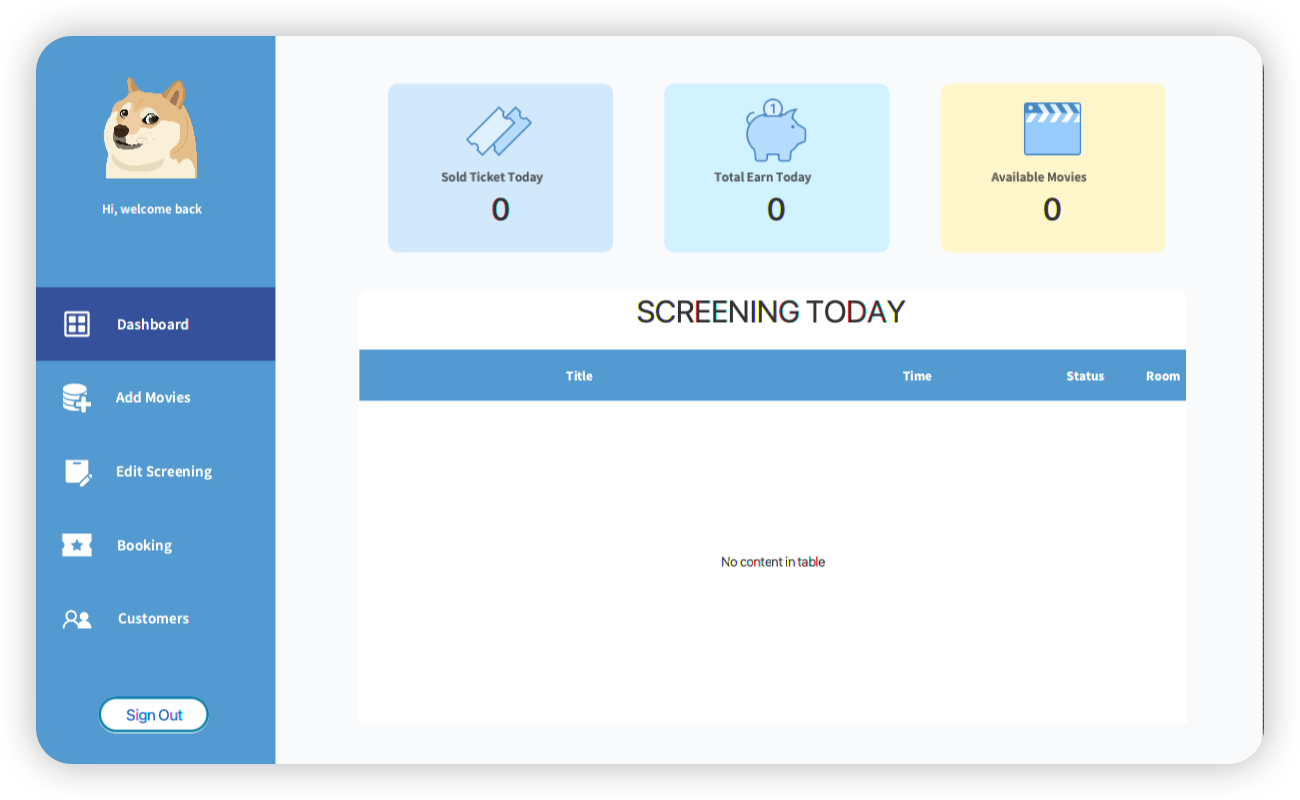 Hi, welcome back
Dashboard
Add Movies
Edit Screening
Booking
Customers
Sign Out
Sold Ticket Today
0
1
Total Earn Today
0
Available Movies
0
SCREENING TODAY
Title Time Status Room
No content in table